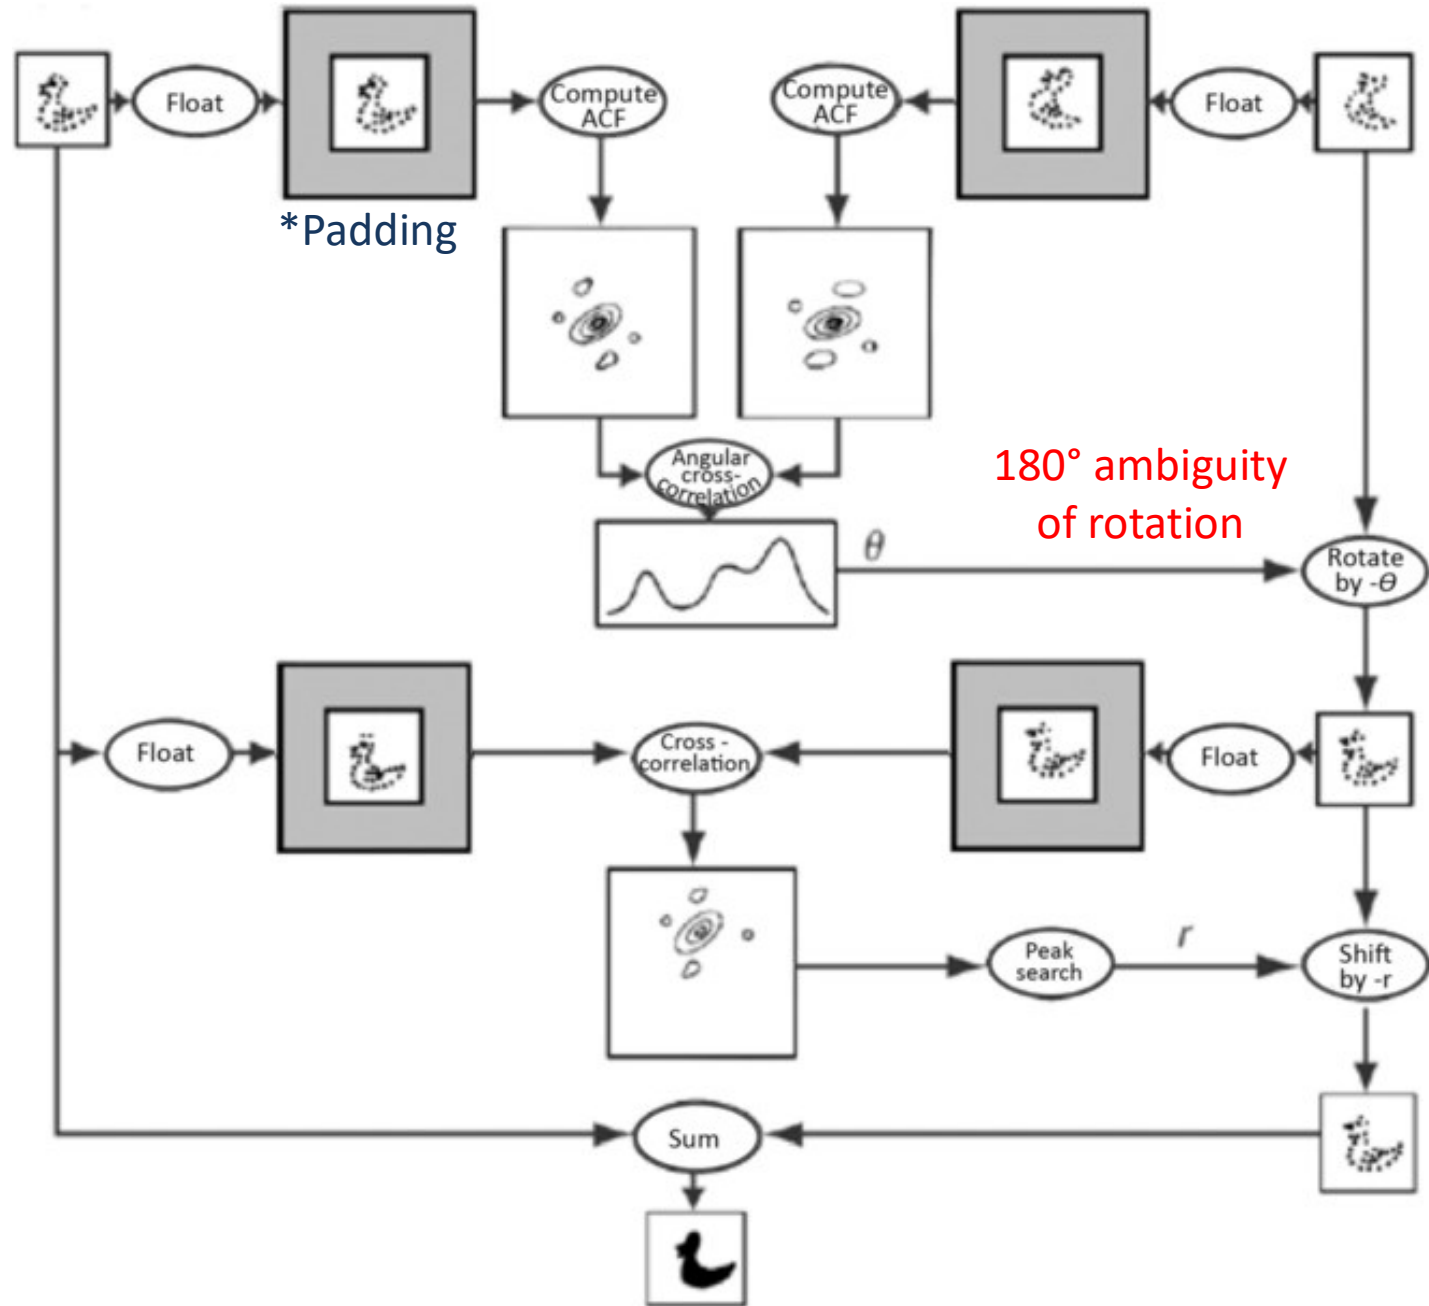 Float
Compute
ACF
Compute
ACF
Float
*Padding
Angular
cross-
correlation
180° ambiguity
of rotation
θ
Rotate
by -θ
Float
Cross -
correlation
Float
Peak
search
r
Shift
by -r
Sum